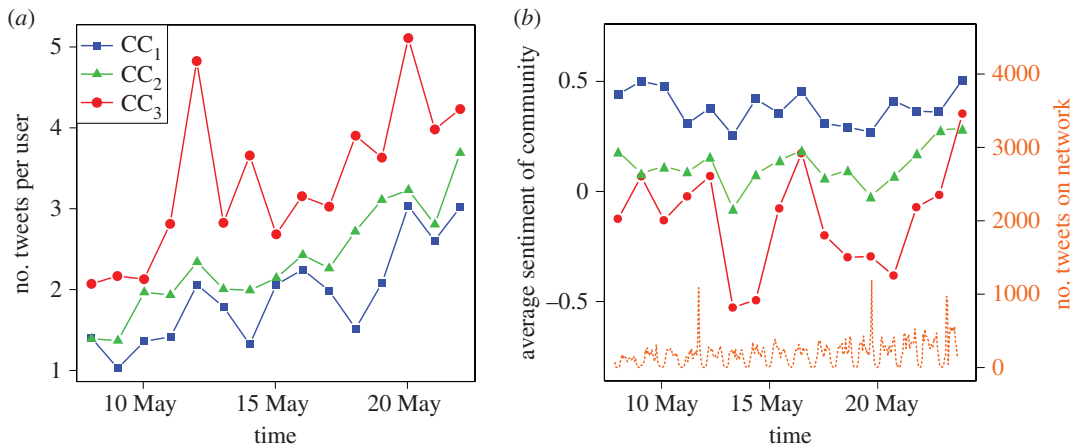 (a)
CC1
CC2
CC3
no. tweets per user
5
4
3
2
1
10 May
15 May
20 May
time
(b)
average sentiment of community
0.5
0
−0.5
4000
3000
2000
1000
0
no. tweets on network
10 May
15 May
20 May
time